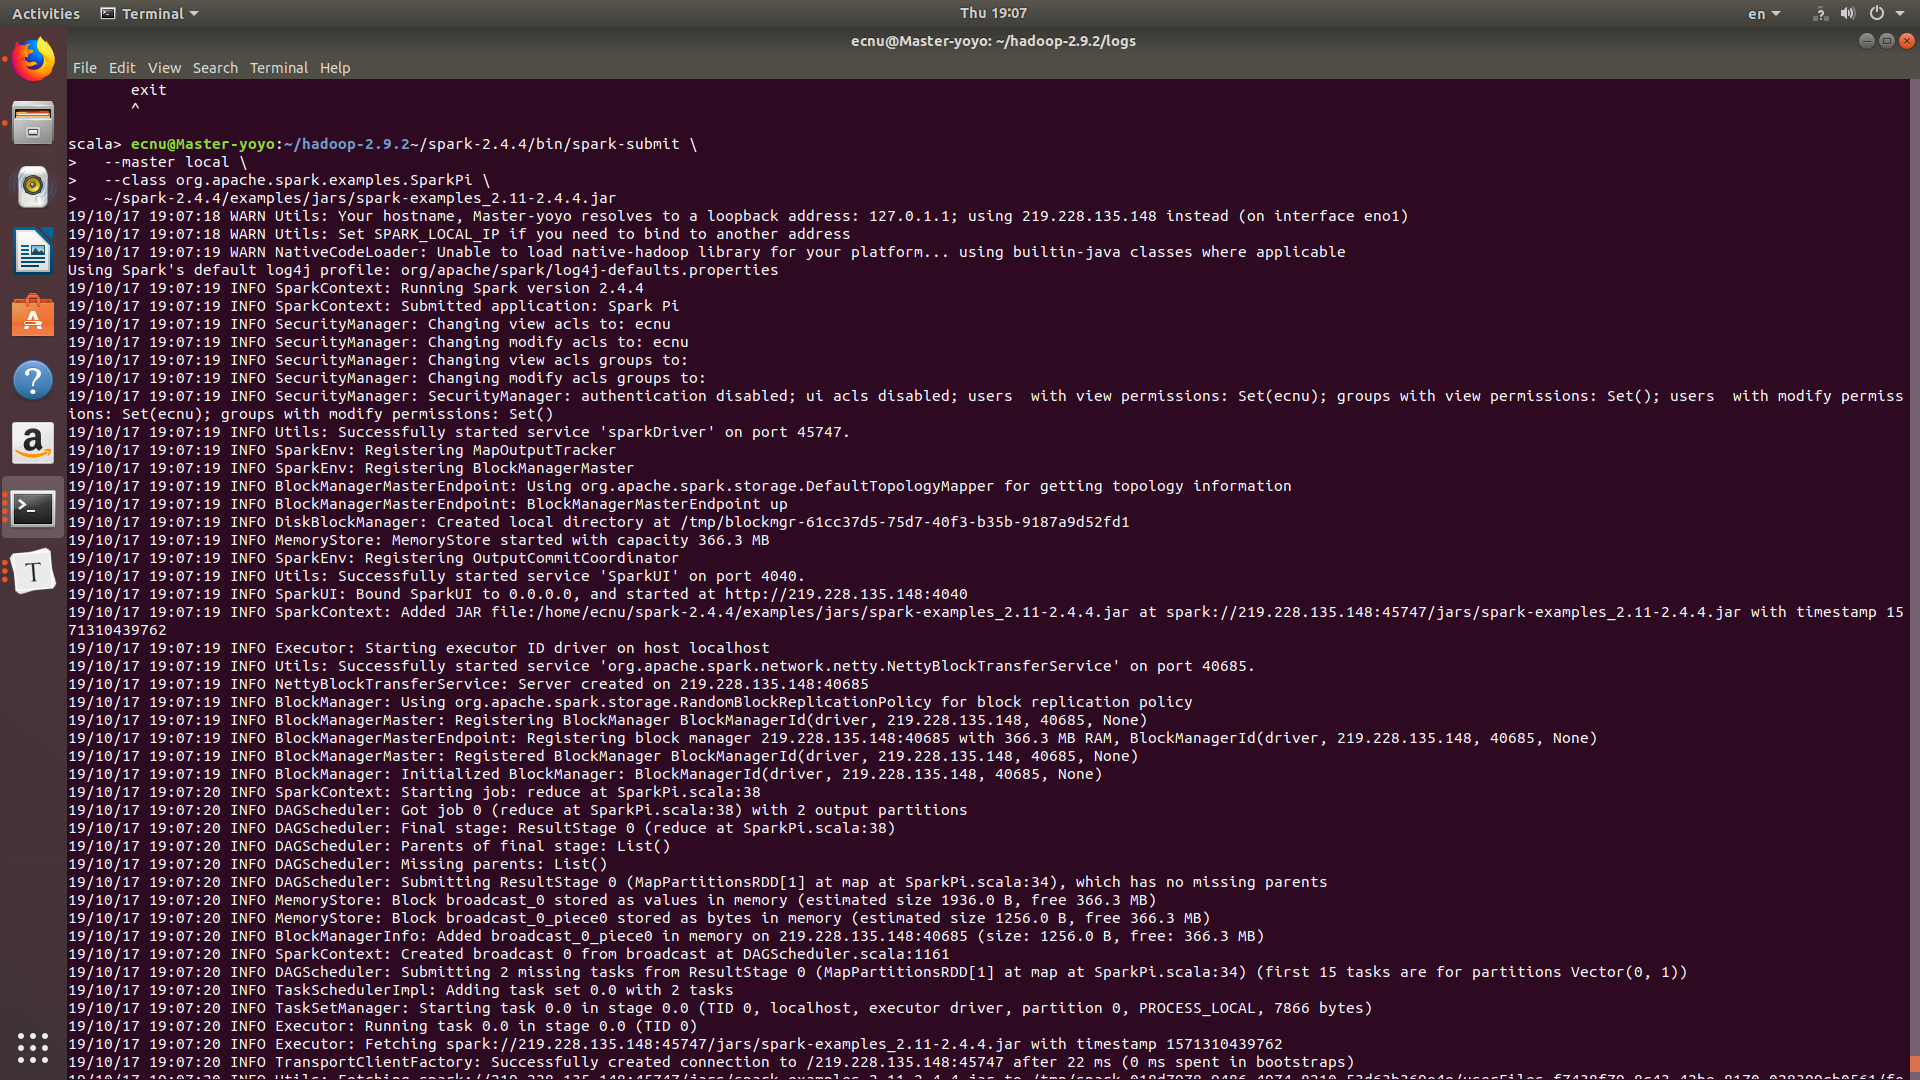 Activities
Terminal
Thu 19:07
en
ecnu@Master-yoyo: ~/hadoop-2.9.2/logs
File Edit View Search Terminal Help
exit
^
scala> ecnu@Master-yoyo:~/hadoop-2.9.2~/spark-2.4.4/bin/spark-submit \
>   --master local \
>   --class org.apache.spark.examples.SparkPi \
>   ~/spark-2.4.4/examples/jars/spark-examples_2.11-2.4.4.jar
19/10/17 19:07:18 WARN Utils: Your hostname, Master-yoyo resolves to a loopback address: 127.0.1.1; using 219.228.135.148 instead (on interface eno1)
19/10/17 19:07:18 WARN Utils: Set SPARK_LOCAL_IP if you need to bind to another address
19/10/17 19:07:19 WARN NativeCodeLoader: Unable to load native-hadoop library for your platform... using builtin-java classes where applicable
Using Spark's default log4j profile: org/apache/spark/log4j-defaults.properties
19/10/17 19:07:19 INFO SparkContext: Running Spark version 2.4.4
19/10/17 19:07:19 INFO SparkContext: Submitted application: Spark Pi
19/10/17 19:07:19 INFO SecurityManager: Changing view acls to: ecnu
19/10/17 19:07:19 INFO SecurityManager: Changing modify acls to: ecnu
19/10/17 19:07:19 INFO SecurityManager: Changing view acls groups to:
19/10/17 19:07:19 INFO SecurityManager: Changing modify acls groups to:
19/10/17 19:07:19 INFO SecurityManager: SecurityManager: authentication disabled; ui acls disabled; users  with view permissions: Set(ecnu); groups with view permissions: Set(); users  with modify permiss
ions: Set(ecnu); groups with modify permissions: Set()
19/10/17 19:07:19 INFO Utils: Successfully started service 'sparkDriver' on port 45747.
19/10/17 19:07:19 INFO SparkEnv: Registering MapOutputTracker
19/10/17 19:07:19 INFO SparkEnv: Registering BlockManagerMaster
19/10/17 19:07:19 INFO BlockManagerMasterEndpoint: Using org.apache.spark.storage.DefaultTopologyMapper for getting topology information
19/10/17 19:07:19 INFO BlockManagerMasterEndpoint: BlockManagerMasterEndpoint up
19/10/17 19:07:19 INFO DiskBlockManager: Created local directory at /tmp/blockmgr-61cc37d5-75d7-40f3-b35b-9187a9d52fd1
19/10/17 19:07:19 INFO MemoryStore: MemoryStore started with capacity 366.3 MB
19/10/17 19:07:19 INFO SparkEnv: Registering OutputCommitCoordinator
19/10/17 19:07:19 INFO Utils: Successfully started service 'SparkUI' on port 4040.
19/10/17 19:07:19 INFO SparkUI: Bound SparkUI to 0.0.0.0, and started at http://219.228.135.148:4040
19/10/17 19:07:19 INFO SparkContext: Added JAR file:/home/ecnu/spark-2.4.4/examples/jars/spark-examples_2.11-2.4.4.jar at spark://219.228.135.148:45747/jars/spark-examples_2.11-2.4.4.jar with timestamp 15
71310439762
19/10/17 19:07:19 INFO Executor: Starting executor ID driver on host localhost
19/10/17 19:07:19 INFO Utils: Successfully started service 'org.apache.spark.network.netty.NettyBlockTransferService' on port 40685.
19/10/17 19:07:19 INFO NettyBlockTransferService: Server created on 219.228.135.148:40685
19/10/17 19:07:19 INFO BlockManager: Using org.apache.spark.storage.RandomBlockReplicationPolicy for block replication policy
19/10/17 19:07:19 INFO BlockManagerMaster: Registering BlockManager BlockManagerId(driver, 219.228.135.148, 40685, None)
19/10/17 19:07:19 INFO BlockManagerMasterEndpoint: Registering block manager 219.228.135.148:40685 with 366.3 MB RAM, BlockManagerId(driver, 219.228.135.148, 40685, None)
19/10/17 19:07:19 INFO BlockManagerMaster: Registered BlockManager BlockManagerId(driver, 219.228.135.148, 40685, None)
19/10/17 19:07:19 INFO BlockManager: Initialized BlockManager: BlockManagerId(driver, 219.228.135.148, 40685, None)
19/10/17 19:07:20 INFO SparkContext: Starting job: reduce at SparkPi.scala:38
19/10/17 19:07:20 INFO DAGScheduler: Got job 0 (reduce at SparkPi.scala:38) with 2 output partitions
19/10/17 19:07:20 INFO DAGScheduler: Final stage: ResultStage 0 (reduce at SparkPi.scala:38)
19/10/17 19:07:20 INFO DAGScheduler: Parents of final stage: List()
19/10/17 19:07:20 INFO DAGScheduler: Missing parents: List()
19/10/17 19:07:20 INFO DAGScheduler: Submitting ResultStage 0 (MapPartitionsRDD[1] at map at SparkPi.scala:34), which has no missing parents
19/10/17 19:07:20 INFO MemoryStore: Block broadcast_0 stored as values in memory (estimated size 1936.0 B, free 366.3 MB)
19/10/17 19:07:20 INFO MemoryStore: Block broadcast_0_piece0 stored as bytes in memory (estimated size 1256.0 B, free 366.3 MB)
19/10/17 19:07:20 INFO BlockManagerInfo: Added broadcast_0_piece0 in memory on 219.228.135.148:40685 (size: 1256.0 B, free: 366.3 MB)
19/10/17 19:07:20 INFO SparkContext: Created broadcast 0 from broadcast at DAGScheduler.scala:1161
19/10/17 19:07:20 INFO DAGScheduler: Submitting 2 missing tasks from ResultStage 0 (MapPartitionsRDD[1] at map at SparkPi.scala:34) (first 15 tasks are for partitions Vector(0, 1))
19/10/17 19:07:20 INFO TaskSchedulerImpl: Adding task set 0.0 with 2 tasks
19/10/17 19:07:20 INFO TaskSetManager: Starting task 0.0 in stage 0.0 (TID 0, localhost, executor driver, partition 0, PROCESS_LOCAL, 7866 bytes)
19/10/17 19:07:20 INFO Executor: Running task 0.0 in stage 0.0 (TID 0)
19/10/17 19:07:20 INFO Executor: Fetching spark://219.228.135.148:45747/jars/spark-examples_2.11-2.4.4.jar with timestamp 1571310439762
19/10/17 19:07:20 INFO TransportClientFactory: Successfully created connection to /219.228.135.148:45747 after 22 ms (0 ms spent in bootstraps)
19/10/17 19:07:20 INFO Utils: Fetching spark://219.228.135.148:45747/jars/spark-examples_2.11-2.4.4.jar to